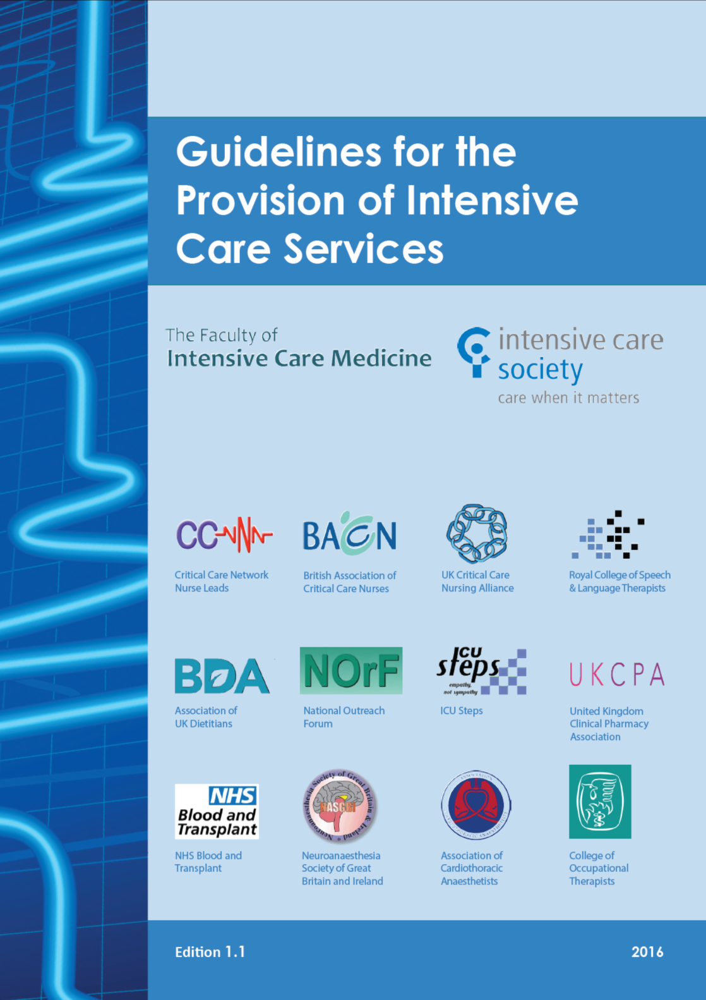 Guidelines for the
Provision of Intensive
Care Services
The Faculty of
Intensive Care Medicine
intensive care
society
care when it matters
CC
BACN
Critical Care Network
Nurse Leads
British Association of
Critical Care Nurses
UK Critical Care
Nursing Alliance
Royal College of Speech
& Language Therapists
BDA
NOrF
ICU
steps
empathy,
not sympathy
UKCPA
Association of
UK Dietitians
National Outreach
Forum
ICU Steps
United Kingdom
Clinical Pharmacy
Association
NHS
Blood and
Transplant
Neuroanaesthesia Society of Great Britain & Ireland *
NASGBI
ASSOCIATION
NHS Blood and
Transplant
Neuroanaesthesia
Society of Great
Britain and Ireland
Association of
Cardiothoracic
Anaesthetists
College of
Occupational
Therapists
Edition 1.1
2016